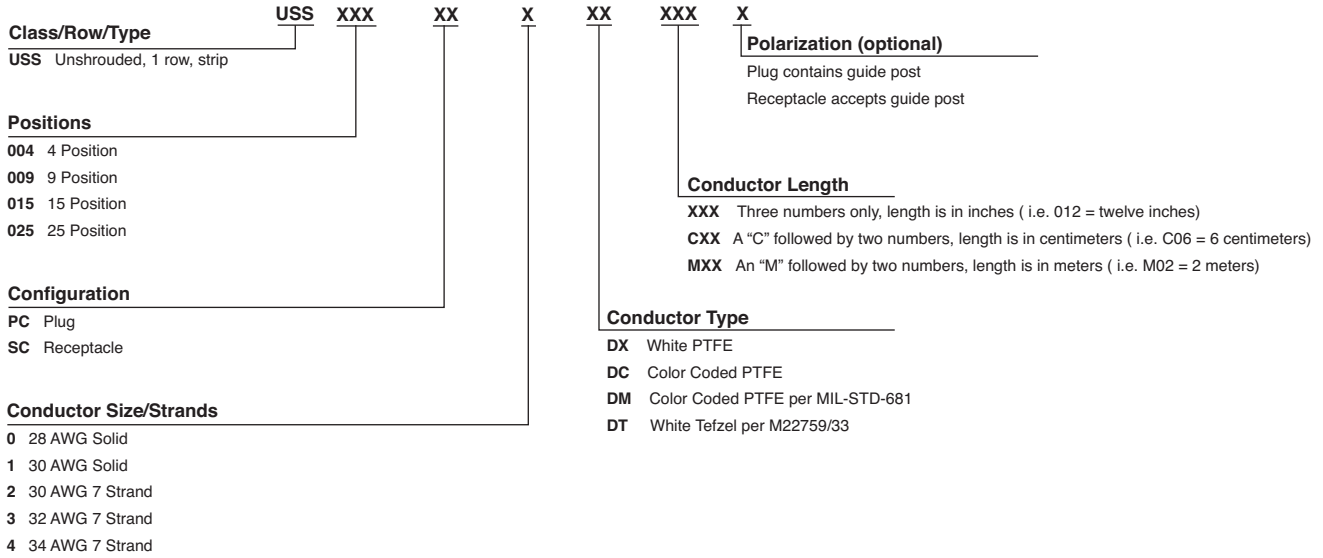 USS XXX XX X XX XXX X
Class/Row/Type
USS Unshrouded, 1 row, strip
Polarization (optional)
Plug contains guide post
Receptacle accepts guide post
Positions
004 4 Position
009 9 Position
015 15 Position
025 25 Position
Conductor Length
XXX Three numbers only, length is in inches ( i.e. 012 = twelve inches)
CXX A “C” followed by two numbers, length is in centimeters ( i.e. C06 = 6 centimeters)
MXX An “M” followed by two numbers, length is in meters ( i.e. M02 = 2 meters)
Configuration
PC Plug
SC Receptacle
Conductor Type
DX White PTFE
DC Color Coded PTFE
DM Color Coded PTFE per MIL-STD-681
DT White Tefzel per M22759/33
Conductor Size/Strands
0 28 AWG Solid
1 30 AWG Solid
2 30 AWG 7 Strand
3 32 AWG 7 Strand
4 34 AWG 7 Strand